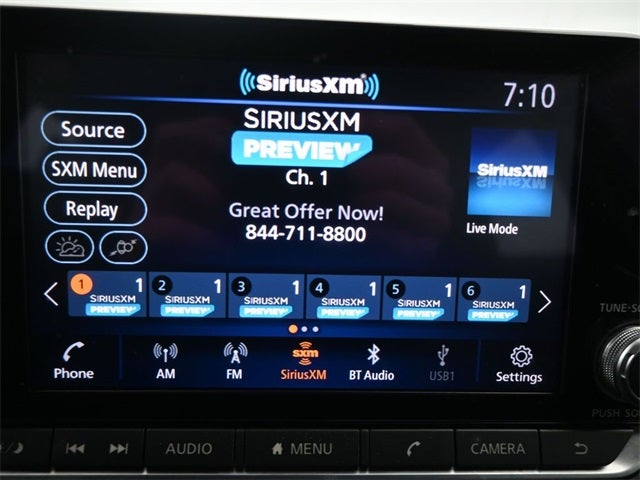 SiriusXM
7:10
Source
SXM Menu
Replay
SIRIUSXM
PREVIEW
Ch. 1
Great Offer Now!
844-711-8800
SiriusXM
Live Mode
1 1 SIRIUSXM PREVIEW
2 1 SIRIUSXM PREVIEW
3 1 SIRIUSXM PREVIEW
4 1 SIRIUSXM PREVIEW
5 1 SIRIUSXM PREVIEW
6 1 SIRIUSXM PREVIEW
Phone
AM
FM
sxm
SiriusXM
BT Audio
USB1
Settings
AUDIO
MENU
CAMERA
PUSH